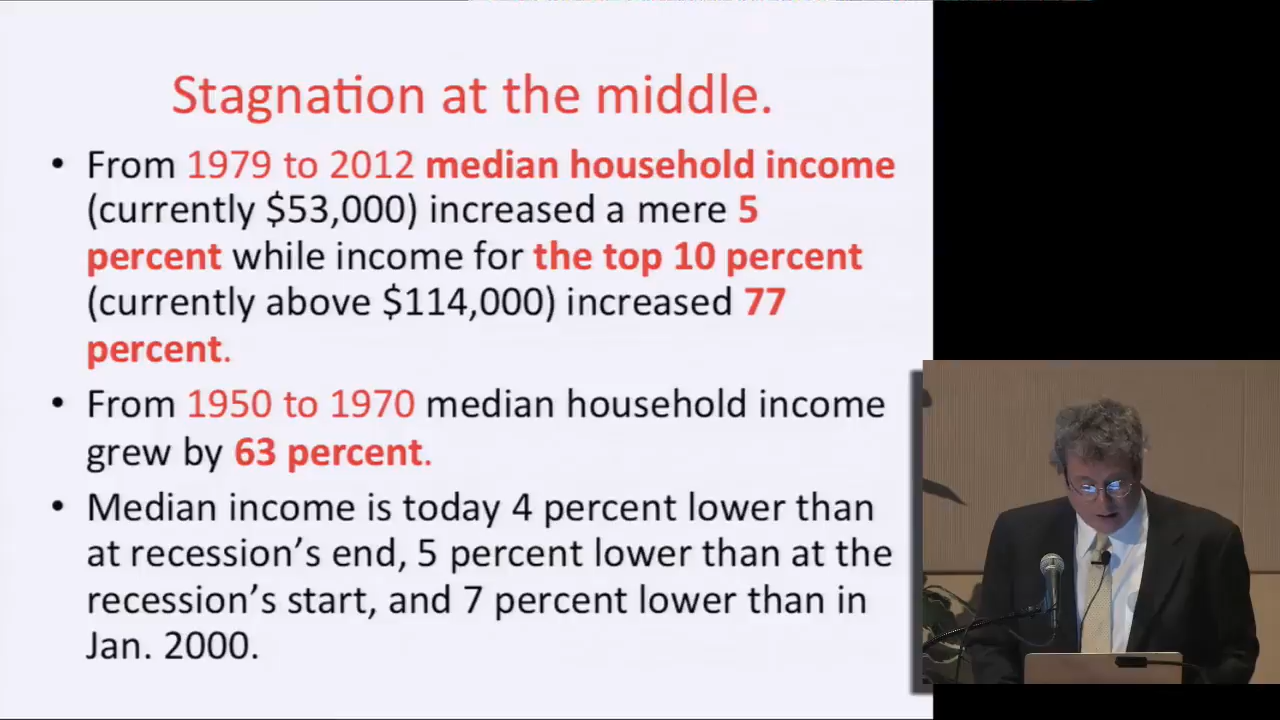 Stagnation at the middle.
• From 1979 to 2012 median household income
(currently $53,000) increased a mere 5
percent while income for the top 10 percent
(currently above $114,000) increased 77
percent.
• From 1950 to 1970 median household income
grew by 63 percent.
• Median income is today 4 percent lower than
at recession’s end, 5 percent lower than at the
recession’s start, and 7 percent lower than in
Jan. 2000.